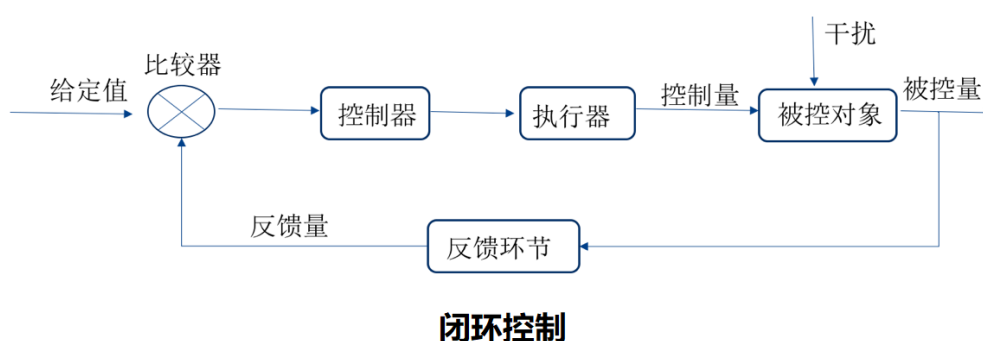 干扰
比较器
给定值
控制器
执行器
控制量
被控对象
被控量
反馈量
反馈环节
闭环控制